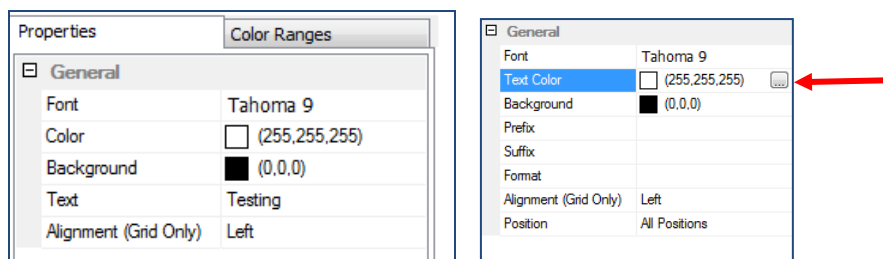 Properties
Color Ranges
General
Font Tahoma 9
Color (255,255,255)
Background (0,0,0)
Text Testing
Alignment (Grid Only) Left
General
Font Tahoma 9
Text Color (255,255,255) ...
Background (0,0,0)
Prefix
Suffix
Format
Alignment (Grid Only) Left
Position All Positions